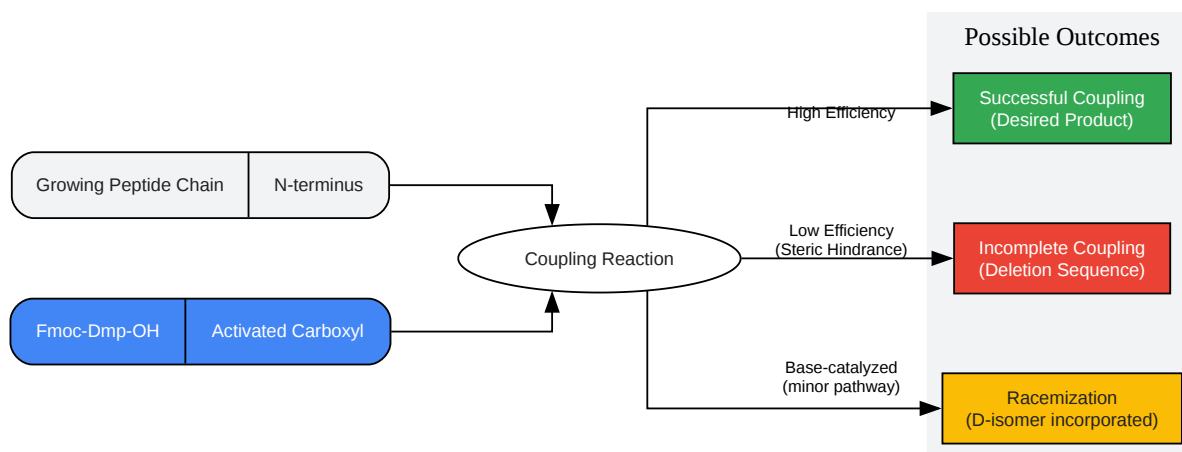 Possible Outcomes
Successful Coupling
(Desired Product)
High Efficiency
Growing Peptide Chain
N-terminus
Low Efficiency
(Steric Hindrance)
Incomplete Coupling
(Deletion Sequence)
Coupling Reaction
Fmoc-Dmp-OH
Activated Carboxyl
Base-catalyzed
(minor pathway)
Racemization
(D-isomer incorporated)